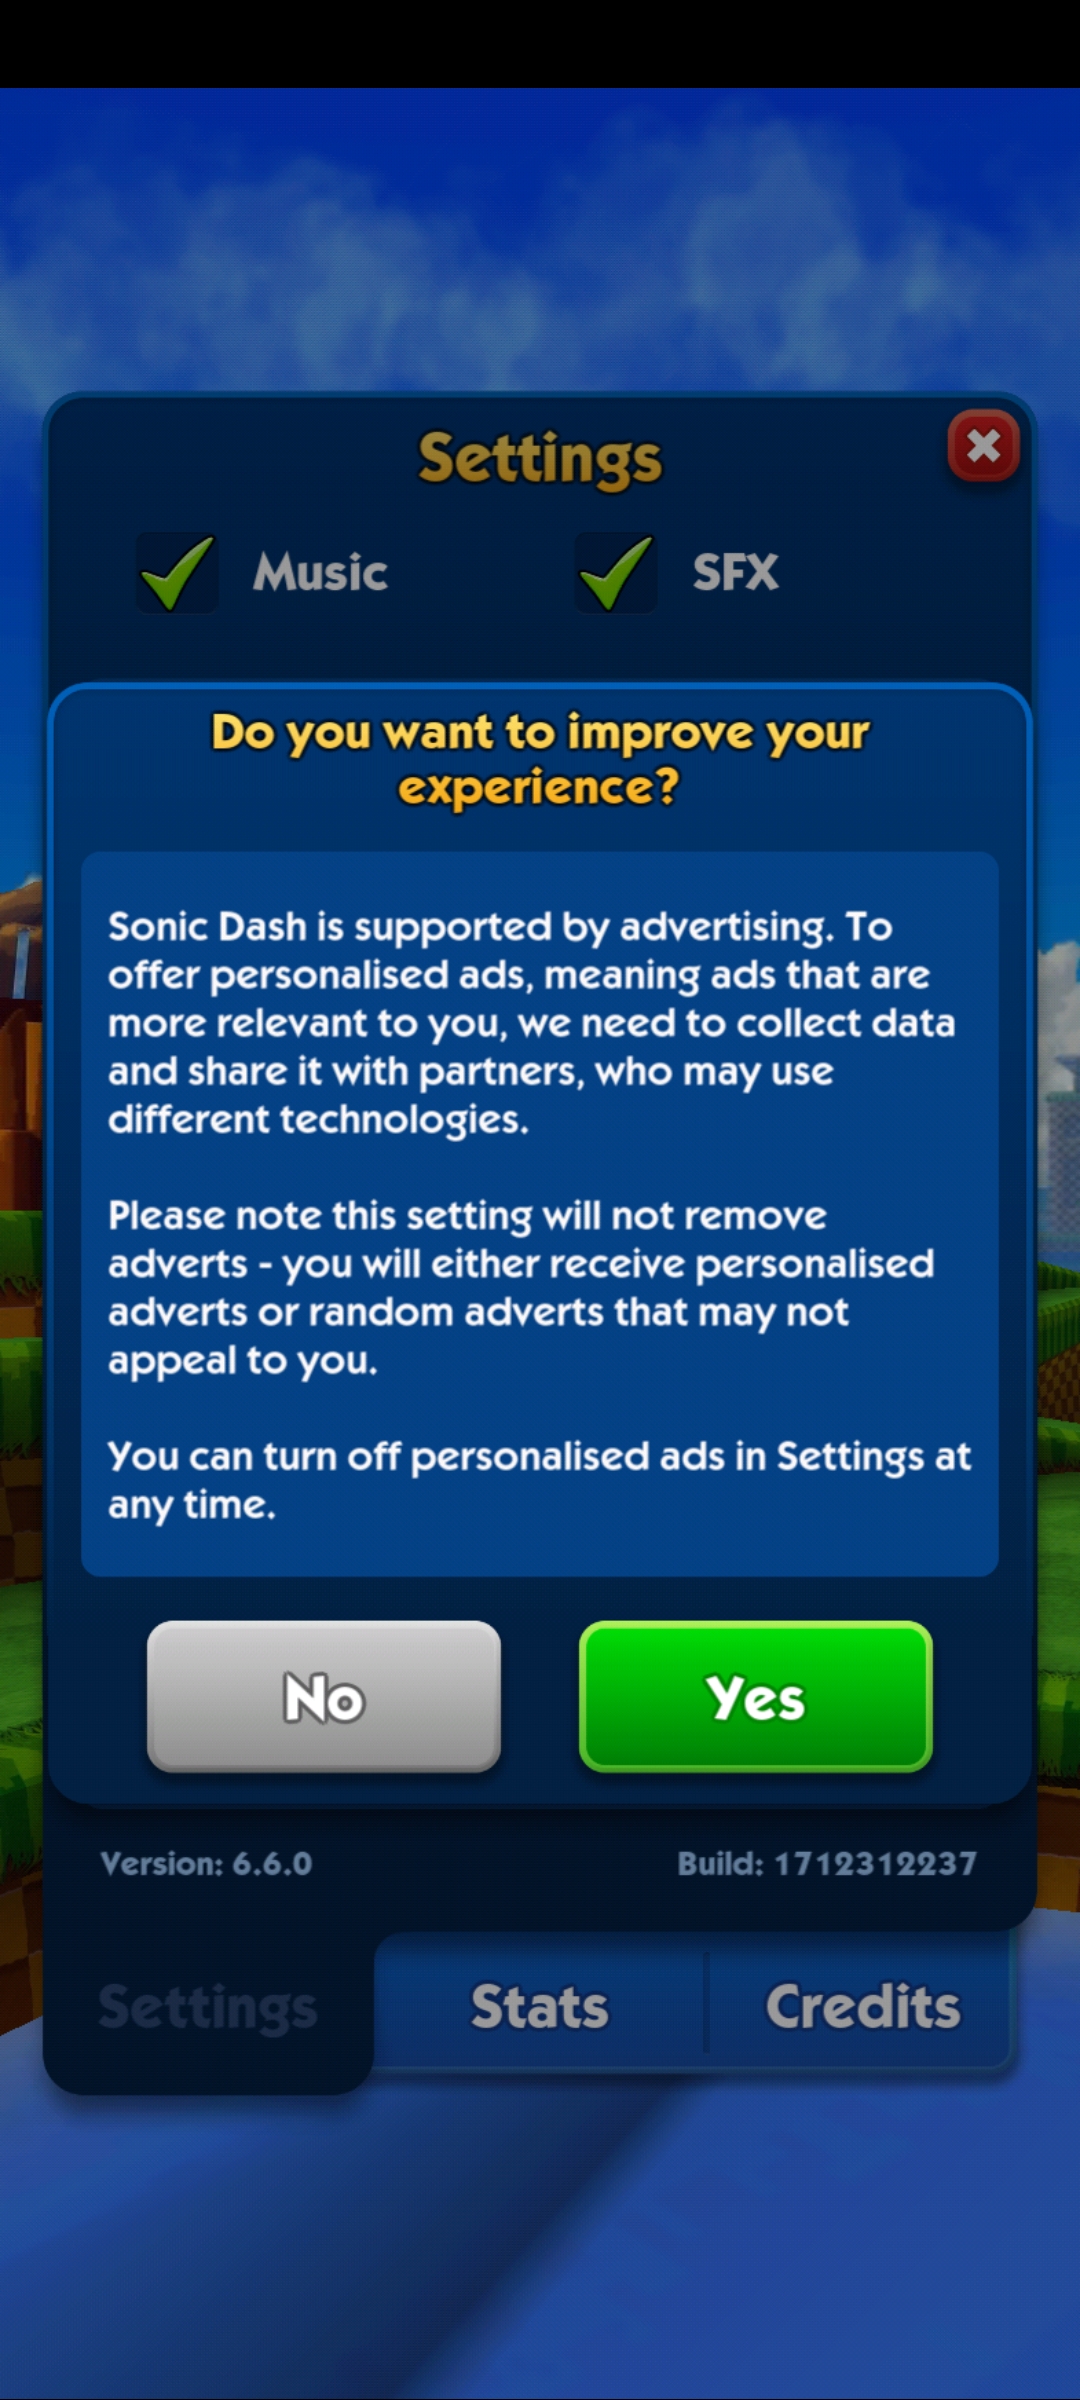 Settings
Music
SFX
Do you want to improve your
experience?
Sonic Dash is supported by advertising. To
offer personalised ads, meaning ads that are
more relevant to you, we need to collect data
and share it with partners, who may use
different technologies.
Please note this setting will not remove
adverts - you will either receive personalised
adverts or random adverts that may not
appeal to you.
You can turn off personalised ads in Settings at
any time.
No
Yes
Version: 6.6.0
Build: 1712312237
Settings
Stats
Credits